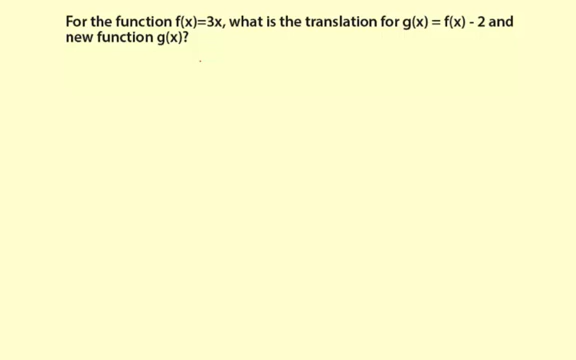 For the function f(x)=3x, what is the translation for g(x) = f(x) - 2 and
new function g(x)?